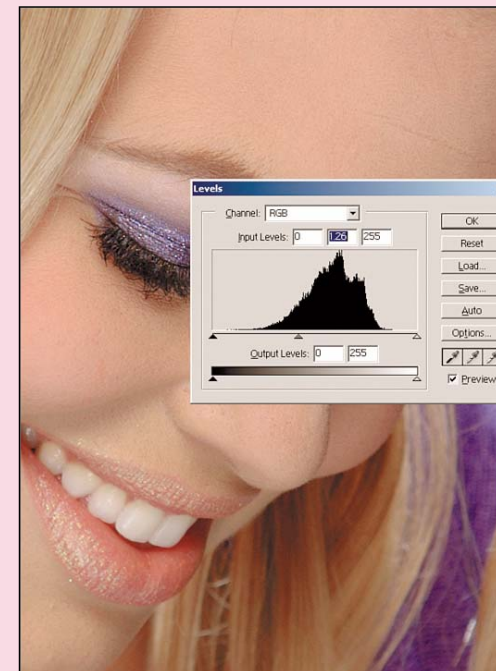 Levels
Channel: RGB
Input Levels: 0 1.26 255
Output Levels: 0 255
OK
Reset
Load...
Save...
Auto
Options...
Preview